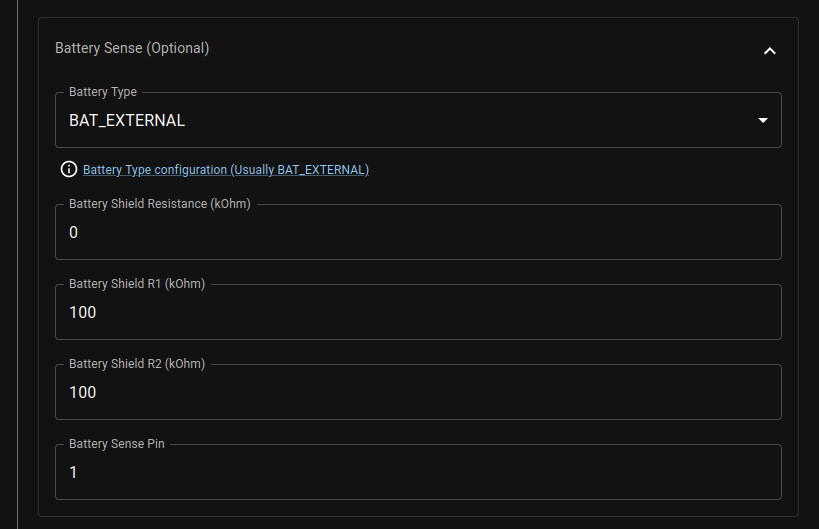 Battery Sense (Optional)
Battery Type
BAT_EXTERNAL
Battery Type configuration (Usually BAT_EXTERNAL)
Battery Shield Resistance (kOhm)
0
Battery Shield R1 (kOhm)
100
Battery Shield R2 (kOhm)
100
Battery Sense Pin
1